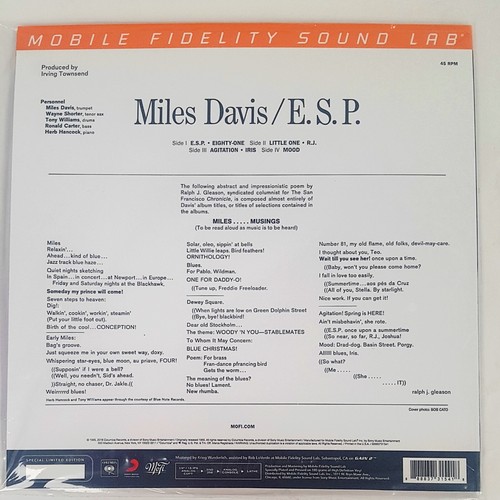 MOBILE FIDELITY SOUND LAB®
Produced by
Irving Townsend
45 RPM
Personnel
Miles Davis, trumpet
Wayne Shorter, tenor sax
Tony Williams, drums
Ronald Carter, bass
Herb Hancock, piano
Miles Davis/E.S.P.
Side I E.S.P. • EIGHTY-ONE Side II LITTLE ONE • R.J.
Side III AGITATION • IRIS Side IV MOOD
The following abstract and impressionistic poem by
Ralph J. Gleason, syndicated columnist for The San
Francisco Chronicle, is composed almost entirely of
Davis' album titles, or titles of selections contained in
the albums.
MILES . . . . . MUSINGS
(To be read aloud as music is to be heard)
Miles
Relaxin'...
Ahead...kind of blue...
Jazz track blue haze...
Quiet nights sketching
In Spain...in concert...at Newport...in Europe...
Friday and Saturday nights at the Blackhawk.
Someday my prince will come!
Seven steps to heaven;
Dig!:
Walkin', cookin', workin', steamin'
(Put your little foot out).
Birth of the cool...CONCEPTION!
Early Miles:
Bag's groove.
Just squeeze me in your own sweet way, doxy.
Whispering star-eyes, blue moon, au priave, FOUR!
((Supposin' if I were a bell?
((Well, you needn't, Sid's ahead.
))Straight, no chaser, Dr. Jekle.))
Weirrrrd blues!
Herb Hancock and Tony Williams appear through the courtesy of Blue Note Records.
Solar, oleo, sippin' at bells
Little Willie leaps. Bird feathers!
ORNITHOLOGY!
Blues.
For Pablo. Wildman.
ONE FOR DADDY-O!
((Tune up, Freddie Freeloader.
Dewey Square.
((When lights are low on Green Dolphin Street
((Bye, bye! blackbird!
Dear old Stockholm...
The theme: WOODY 'N YOU—STABLEMATES
To Whom It May Concern:
BLUE CHRISTMAS!
Poem: For brass
Fran-dance pfrancing bird
Gets the worm...
The meaning of the blues?
No blues! Lament.
New rhumba.
Number 81, my old flame, old folks, devil-may-care.
I thought about you, Teo.
Wait till you see her! once upon a time.
((Baby, won't you please come home?
I fall in love too easily.
((Summertime...aos pés da Cruz
((All of you, Stella. By starlight.
Nice work. If you can get it!
Agitation! Spring is HERE!
Ain't misbehavin', she rote.
((E.S.P. once upon a summertime
((So near, so far, R.J., Joshua!
Mood: Drad-dog. Basin Street, Porgy.
Alllll blues, Iris.
((So what?
((Me . . . . .
((She . . . . .
. . . . . IT))
ralph j. gleason
Cover photo: BOB CATO
MOFI.COM
SPECIAL LIMITED EDITION